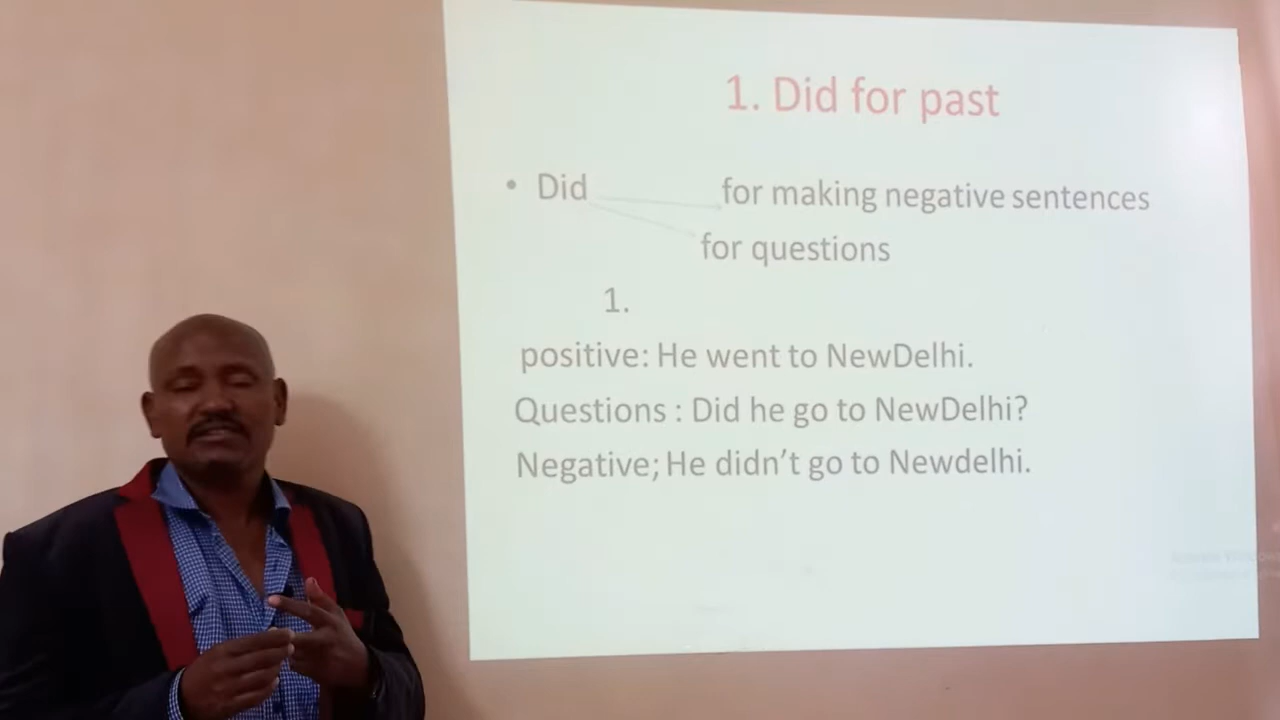 1. Did for past
• Did for making negative sentences
for questions
1.
positive: He went to NewDelhi.
Questions : Did he go to NewDelhi?
Negative; He didn't go to Newdelhi.